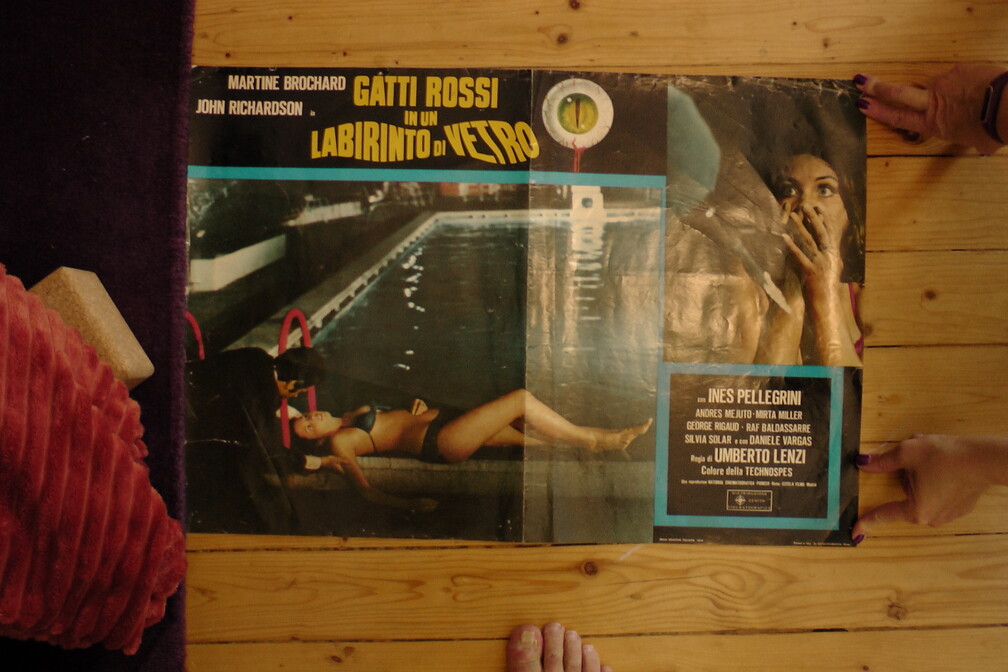 MARTINE BROCHARD
JOHN RICHARDSON in
GATTI ROSSI
IN UN
LABIRINTO DI VETRO
con INES PELLEGRINI
ANDRES MEJUTO · MIRTA MILLER
GEORGE RIGAUD · RAF BALDASSARRE
SILVIA SOLAR e con DANIELE VARGAS
Regia di UMBERTO LENZI
Colore della TECHNOSPES